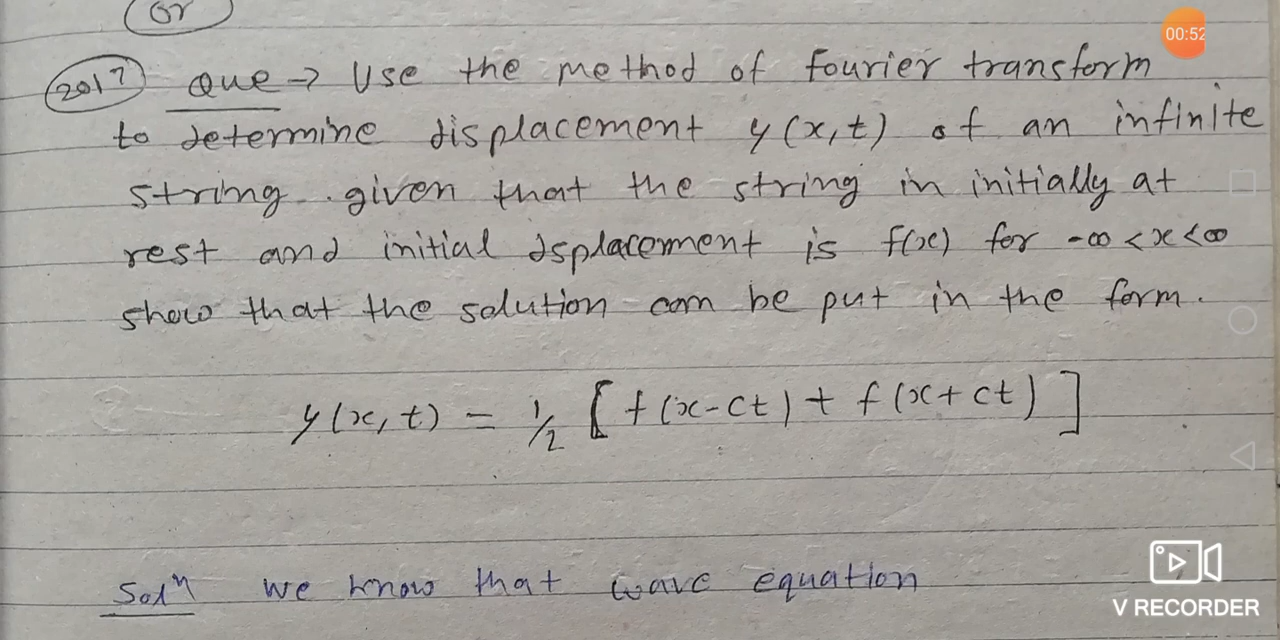 or
00:52
2017 Que → Use the method of fourier transform
to determine displacement y(x,t) of an infinite
string. given that the string in initially at
rest and initial dsplacement is f(x) for -∞<x<∞
show that the solution can be put in the form.
y(x,t) = 1/2 [f(x-ct) + f(x+ct)]
Solⁿ we know that wave equation
V RECORDER